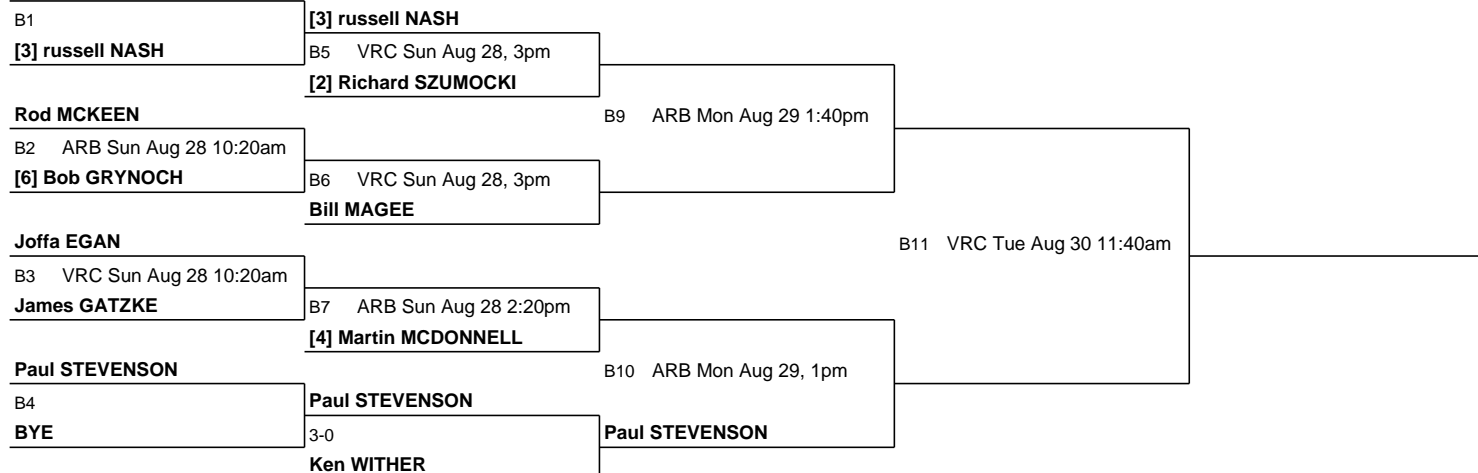 B1
[3] russell NASH
[3] russell NASH
B5 VRC Sun Aug 28, 3pm
[2] Richard SZUMOCKI
Rod MCKEEN
B9 ARB Mon Aug 29 1:40pm
B2 ARB Sun Aug 28 10:20am
[6] Bob GRYNOCH
B6 VRC Sun Aug 28, 3pm
Bill MAGEE
Joffa EGAN
B11 VRC Tue Aug 30 11:40am
B3 VRC Sun Aug 28 10:20am
James GATZKE
B7 ARB Sun Aug 28 2:20pm
[4] Martin MCDONNELL
Paul STEVENSON
B10 ARB Mon Aug 29, 1pm
B4
Paul STEVENSON
BYE
3-0
Paul STEVENSON
Ken WITHER